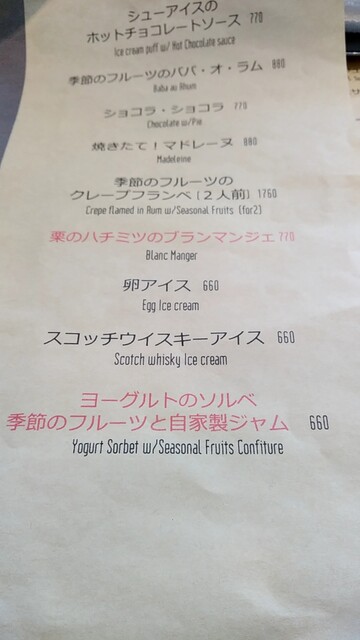 シューアイスの
ホットチョコレートソース 770
Ice cream puff w/ Hot Chocolate sauce
季節のフルーツのババ・オ・ラム 880
Baba au Rhum
ショコラ・ショコラ 770
Chocolate w/Pie
焼きたて!マドレーヌ 880
Madeleine
季節のフルーツの
クレープフランベ(2人前) 1760
Crepe flamed in Rum w/Seasonal Fruits (for2)
栗のハチミツのブランマンジェ 770
Blanc Manger
卵アイス 660
Egg Ice cream
スコッチウイスキーアイス 660
Scotch whisky Ice cream
ヨーグルトのソルベ
季節のフルーツと自家製ジャム 660
Yogurt Sorbet w/Seasonal Fruits Confiture